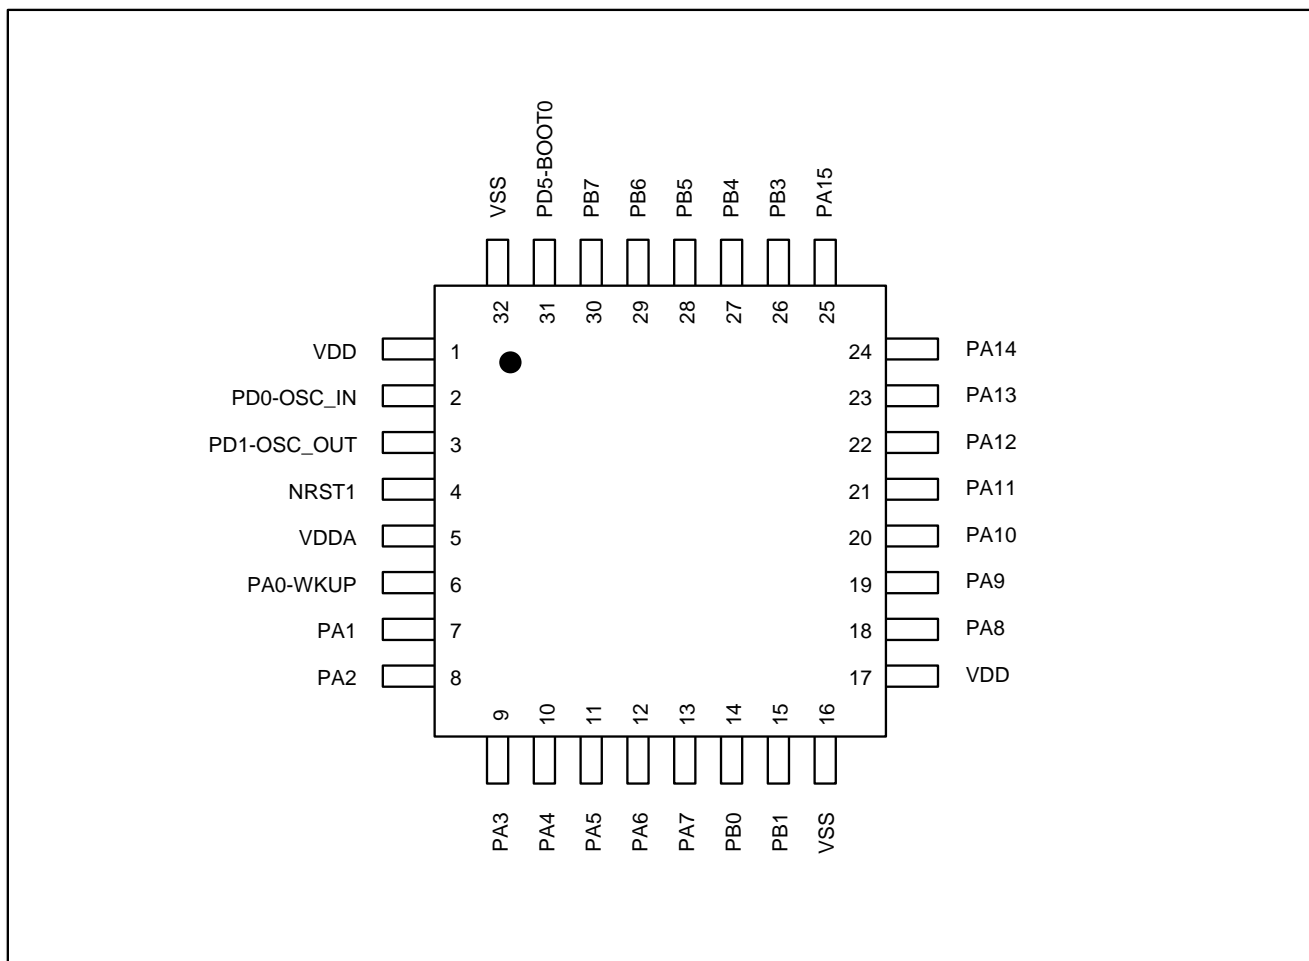 VSS
PD5-BOOT0
PB7
PB6
PB5
PB4
PB3
PA15
32
31
30
29
28
27
26
25
VDD 1
PD0-OSC_IN 2
PD1-OSC_OUT 3
NRST1 4
VDDA 5
PA0-WKUP 6
PA1 7
PA2 8
24 PA14
23 PA13
22 PA12
21 PA11
20 PA10
19 PA9
18 PA8
17 VDD
9
10
11
12
13
14
15
16
PA3
PA4
PA5
PA6
PA7
PB0
PB1
VSS